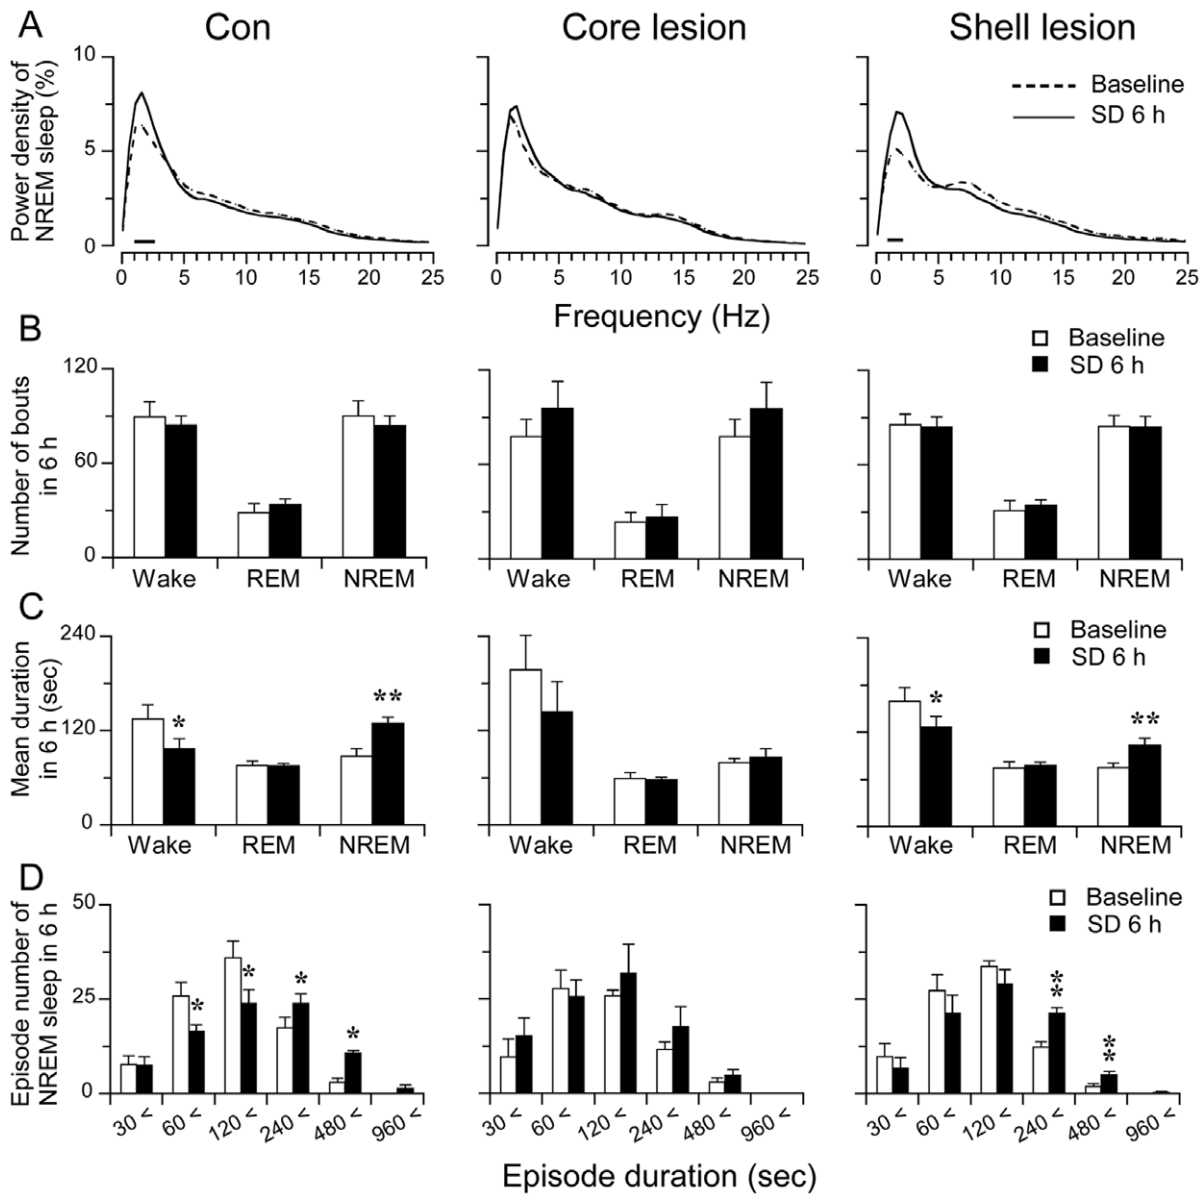 A
Con
Core lesion
Shell lesion
Power density of
NREM sleep (%)
10
5
0
Baseline
SD 6 h
0 5 10 15 20 25
0 5 10 15 20 25
0 5 10 15 20 25
Frequency (Hz)
B
Baseline
SD 6 h
Number of bouts
in 6 h
120
60
0
Wake REM NREM
Wake REM NREM
Wake REM NREM
C
Baseline
SD 6 h
Mean duration
in 6 h (sec)
240
120
0
*
**
*
**
Wake REM NREM
Wake REM NREM
Wake REM NREM
D
Baseline
SD 6 h
Episode number of
NREM sleep in 6 h
50
25
0
*
*
*
*
**
**
30 < 60 < 120 < 240 < 480 < 960 <
30 < 60 < 120 < 240 < 480 < 960 <
30 < 60 < 120 < 240 < 480 < 960 <
Episode duration (sec)